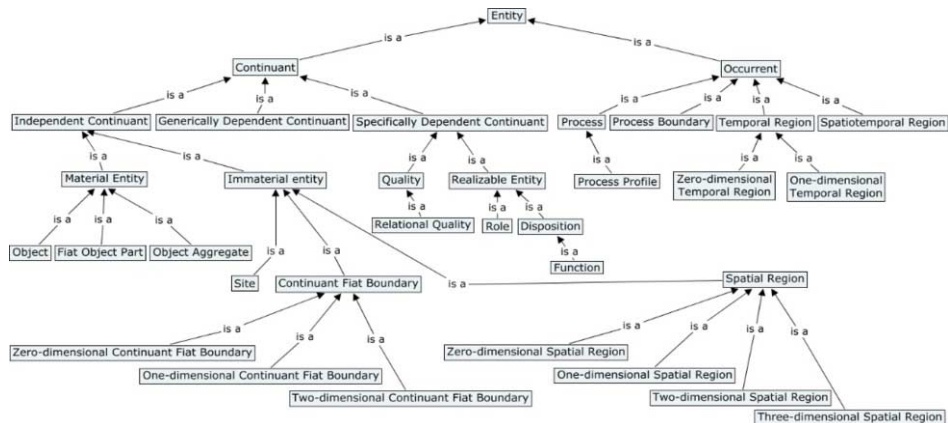 Entity
is a
is a
Continuant
Occurrent
is a
is a
is a
is a
is a
is a
is a
Independent Continuant
Generically Dependent Continuant
Specifically Dependent Continuant
Process
Process Boundary
Temporal Region
Spatiotemporal Region
is a
is a
is a
is a
is a
is a
is a
Material Entity
Immaterial entity
Quality
Realizable Entity
Process Profile
Zero-dimensional
Temporal Region
One-dimensional
Temporal Region
is a
is a
is a
is a
is a
is a
Relational Quality
Role
Disposition
Object
Fiat Object Part
Object Aggregate
is a
is a
is a
Function
Site
Continuant Fiat Boundary
is a
Spatial Region
is a
is a
is a
is a
is a
is a
is a
Zero-dimensional Continuant Fiat Boundary
Zero-dimensional Spatial Region
One-dimensional Continuant Fiat Boundary
One-dimensional Spatial Region
Two-dimensional Continuant Fiat Boundary
Two-dimensional Spatial Region
Three-dimensional Spatial Region